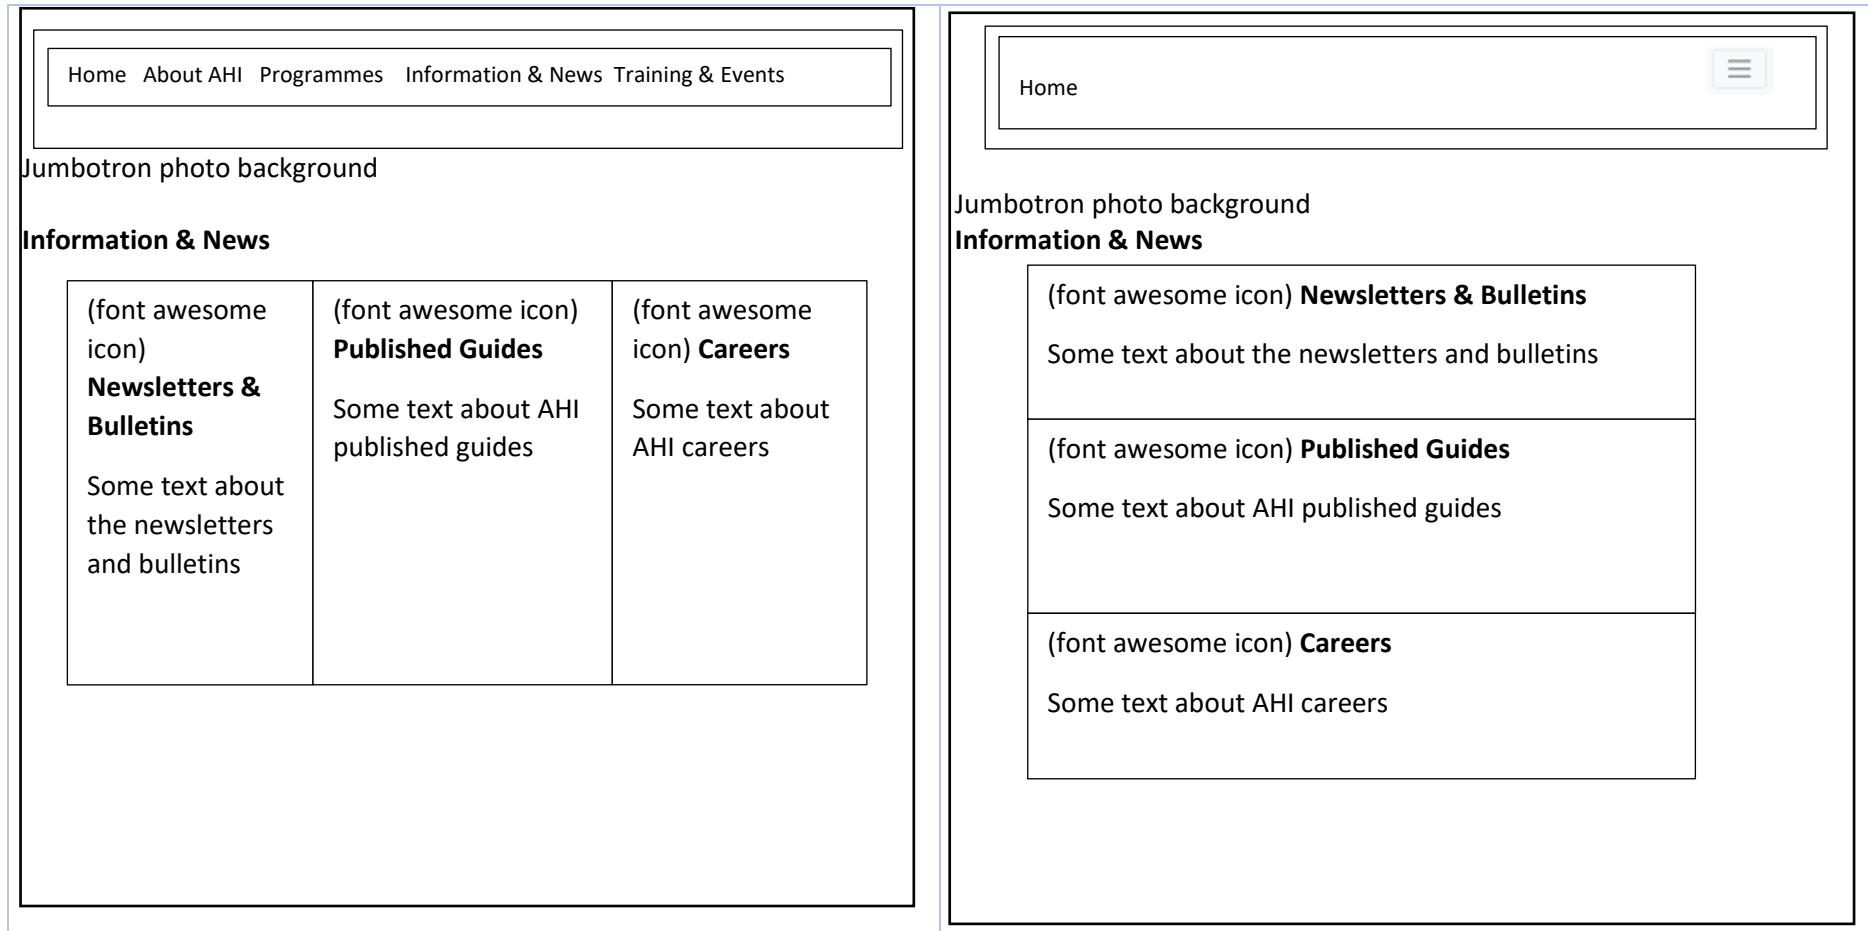 Home About AHI Programmes Information & News Training & Events
Jumbotron photo background
Information & News
(font awesome
icon)
Newsletters &
Bulletins
Some text about
the newsletters
and bulletins
(font awesome icon)
Published Guides
Some text about AHI
published guides
(font awesome
icon) Careers
Some text about
AHI careers
Home
Jumbotron photo background
Information & News
(font awesome icon) Newsletters & Bulletins
Some text about the newsletters and bulletins
(font awesome icon) Published Guides
Some text about AHI published guides
(font awesome icon) Careers
Some text about AHI careers